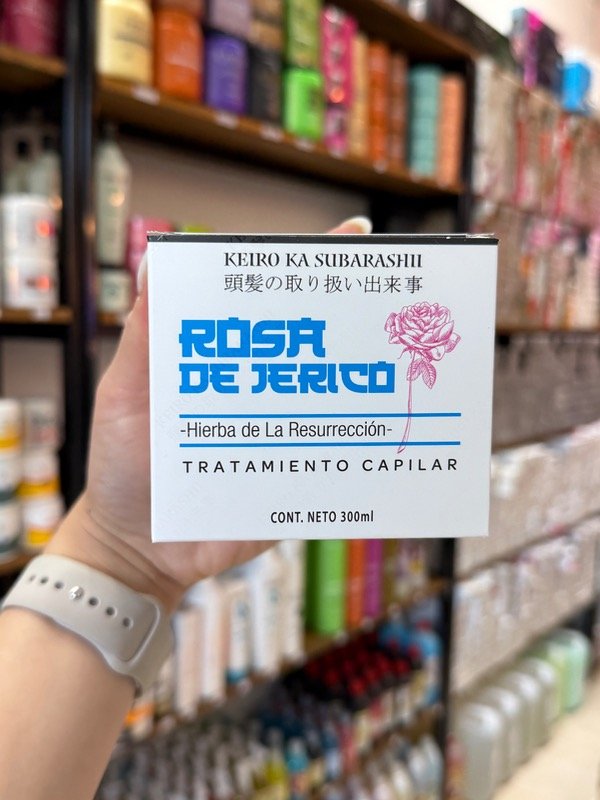 KEIRO KA SUBARASHII
頭髪の取り扱い出来事
ROSA
DE JERICÓ
-Hierba de La Resurrección-
TRATAMIENTO CAPILAR
CONT. NETO 300ml